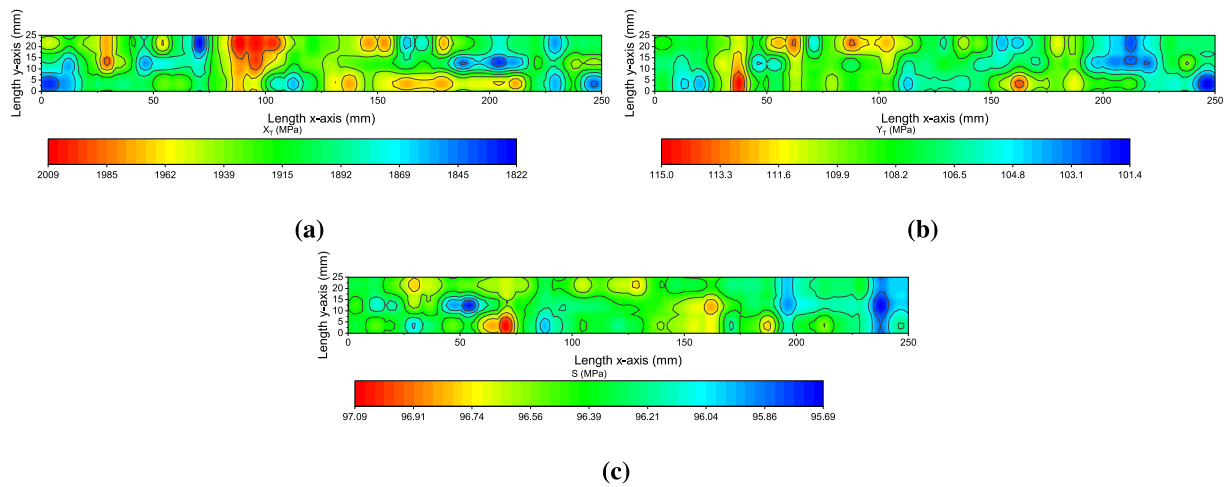 Length y-axis (mm)
25
20
15
10
5
0
0 50 100 150 200 250
Length x-axis (mm)
X_T (MPa)
2009 1985 1962 1939 1915 1892 1869 1845 1822
(a)
Length y-axis (mm)
25
20
15
10
5
0
0 50 100 150 200 250
Length x-axis (mm)
Y_T (MPa)
115.0 113.3 111.6 109.9 108.2 106.5 104.8 103.1 101.4
(b)
Length y-axis (mm)
25
20
15
10
5
0
0 50 100 150 200 250
Length x-axis (mm)
S (MPa)
97.09 96.91 96.74 96.56 96.39 96.21 96.04 95.86 95.69
(c)